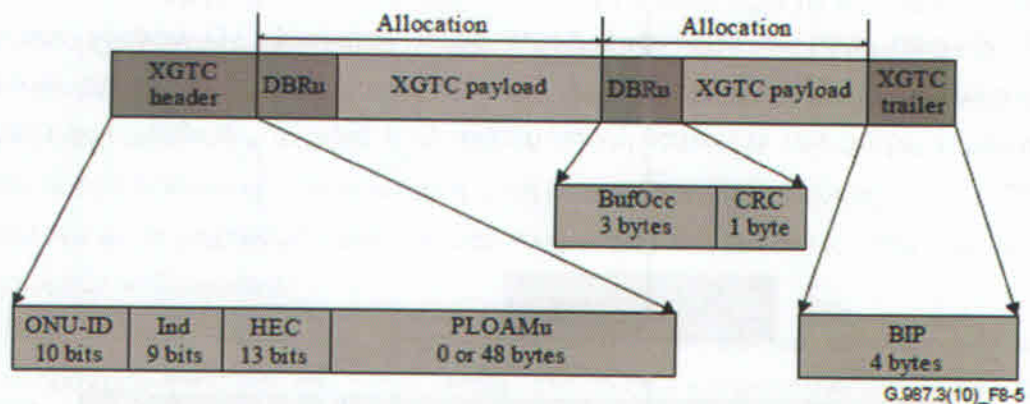 Allocation Allocation
XGTC header DBRu XGTC payload DBRu XGTC payload XGTC trailer
BufOcc 3 bytes CRC 1 byte
ONU-ID 10 bits Ind 9 bits HEC 13 bits PLOAMu 0 or 48 bytes BIP 4 bytes
G.987.3(10)_F8-5